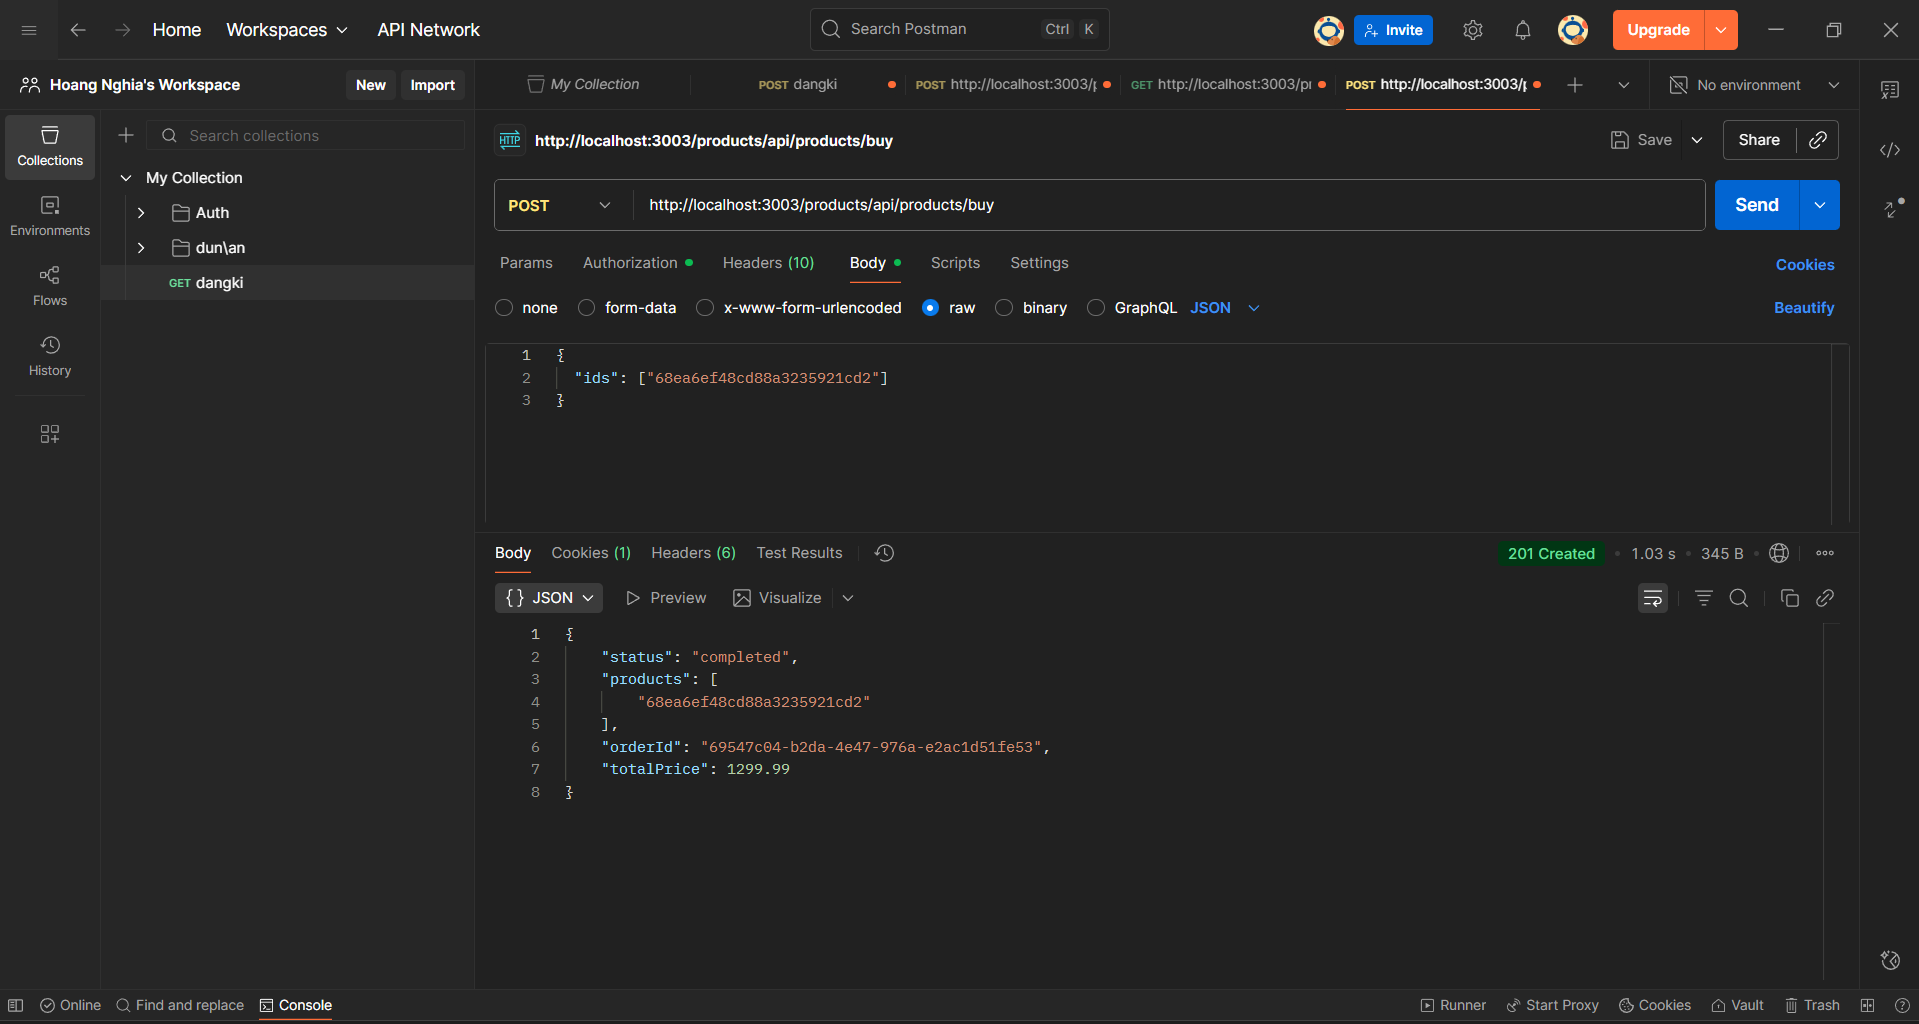 Home Workspaces API Network Search Postman Ctrl K Invite Upgrade
Hoang Nghia's Workspace New Import
My Collection POST dangki POST http://localhost:3003/p GET http://localhost:3003/pr POST http://localhost:3003/p No environment
Collections
Environments
Flows
History
Search collections
My Collection
Auth
dun\an
GET dangki
HTTP http://localhost:3003/products/api/products/buy Save Share
POST http://localhost:3003/products/api/products/buy Send
Params Authorization Headers (10) Body Scripts Settings Cookies
none form-data x-www-form-urlencoded raw binary GraphQL JSON Beautify
1 {
2 "ids": ["68ea6ef48cd88a3235921cd2"]
3 }
Body Cookies (1) Headers (6) Test Results 201 Created • 1.03 s • 345 B •
{} JSON Preview Visualize
1 {
2 "status": "completed",
3 "products": [
4 "68ea6ef48cd88a3235921cd2"
5 ],
6 "orderId": "69547c04-b2da-4e47-976a-e2ac1d51fe53",
7 "totalPrice": 1299.99
8 }
Online Find and replace Console Runner Start Proxy Cookies Vault Trash